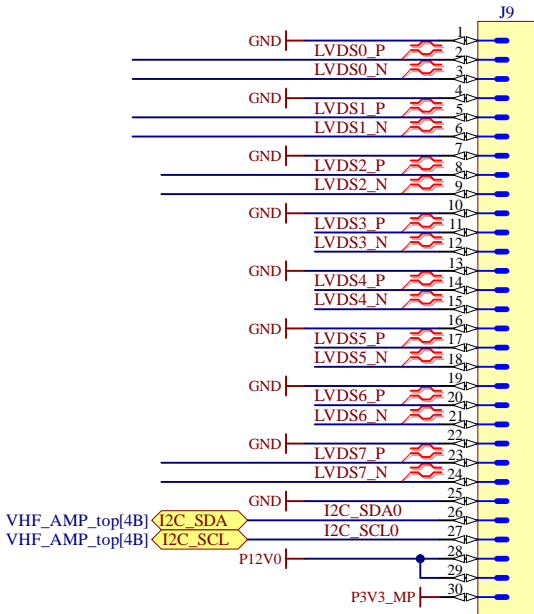 J9
GND 1
LVDS0_P 2
LVDS0_N 3
GND 4
LVDS1_P 5
LVDS1_N 6
GND 7
LVDS2_P 8
LVDS2_N 9
GND 10
LVDS3_P 11
LVDS3_N 12
GND 13
LVDS4_P 14
LVDS4_N 15
GND 16
LVDS5_P 17
LVDS5_N 18
GND 19
LVDS6_P 20
LVDS6_N 21
GND 22
LVDS7_P 23
LVDS7_N 24
GND 25
VHF_AMP_top[4B] I2C_SDA I2C_SDA0 26
VHF_AMP_top[4B] I2C_SCL I2C_SCL0 27
P12V0 28
29
P3V3_MP 30